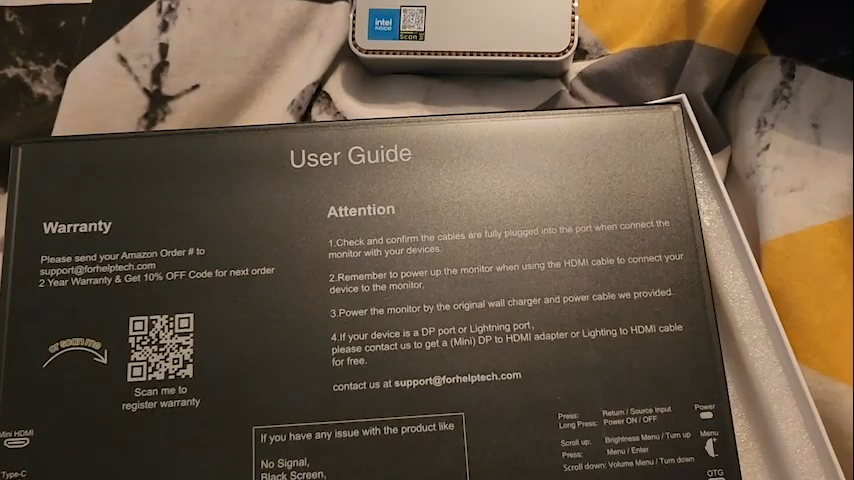 intel
inside
Scan
User Guide
Warranty
Please send your Amazon Order # to
support@forhelptech.com
2 Year Warranty & Get 10% OFF Code for next order
or scan me
Scan me to
register warranty
Attention
1.Check and confirm the cables are fully plugged into the port when connect the
monitor with your devices.
2.Remember to power up the monitor when using the HDMI cable to connect your
device to the monitor,
3.Power the monitor by the original wall charger and power cable we provided.
4.If your device is a DP port or Lightning port,
please contact us to get a (Mini) DP to HDMI adapter or Lighting to HDMI cable
for free.
contact us at support@forhelptech.com
Mini HDMI
Type-C
If you have any issue with the product like
No Signal,
Black Screen,
Press: Return / Source Input
Long Press: Power ON / OFF
Scroll up: Brightness Menu / Turn up
Press: Menu / Enter
Scroll down: Volume Menu / Turn down
Power
Menu
OTG